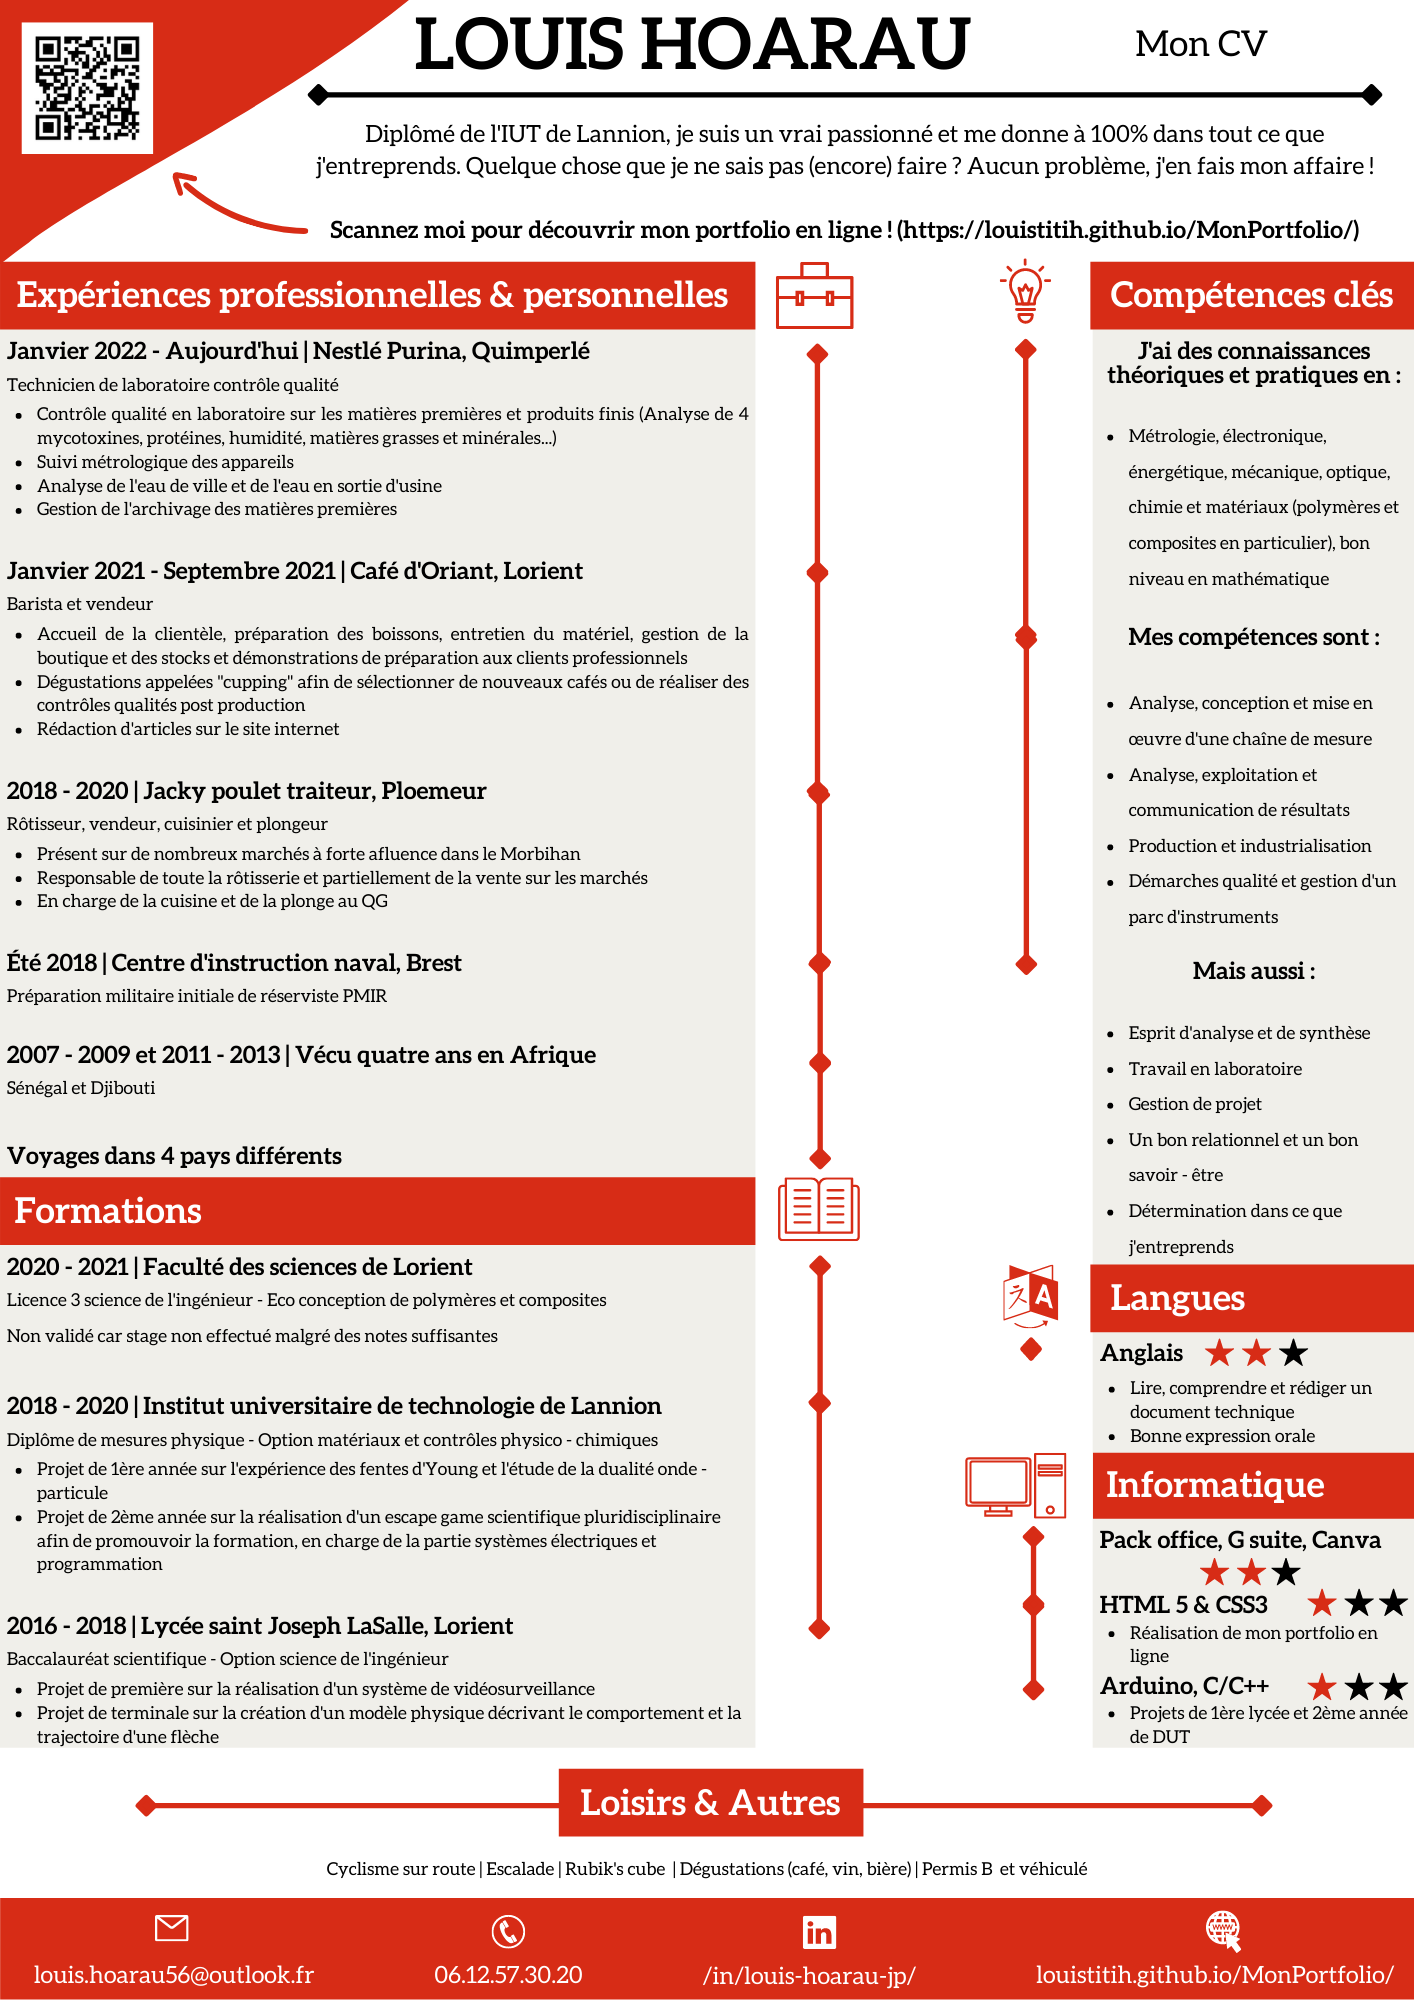 LOUIS HOARAU
Mon CV
Diplômé de l'IUT de Lannion, je suis un vrai passionné et me donne à 100% dans tout ce que
j'entreprends. Quelque chose que je ne sais pas (encore) faire ? Aucun problème, j'en fais mon affaire !
Scannez moi pour découvrir mon portfolio en ligne ! (https://louistitih.github.io/MonPortfolio/)
Expériences professionnelles & personnelles
Janvier 2022 - Aujourd'hui | Nestlé Purina, Quimperlé
Technicien de laboratoire contrôle qualité
• Contrôle qualité en laboratoire sur les matières premières et produits finis (Analyse de 4
mycotoxines, protéines, humidité, matières grasses et minérales...)
• Suivi métrologique des appareils
• Analyse de l'eau de ville et de l'eau en sortie d'usine
• Gestion de l'archivage des matières premières
Janvier 2021 - Septembre 2021 | Café d'Oriant, Lorient
Barista et vendeur
• Accueil de la clientèle, préparation des boissons, entretien du matériel, gestion de la
boutique et des stocks et démonstrations de préparation aux clients professionnels
• Dégustations appelées "cupping" afin de sélectionner de nouveaux cafés ou de réaliser des
contrôles qualités post production
• Rédaction d'articles sur le site internet
2018 - 2020 | Jacky poulet traiteur, Ploemeur
Rôtisseur, vendeur, cuisinier et plongeur
• Présent sur de nombreux marchés à forte afluence dans le Morbihan
• Responsable de toute la rôtisserie et partiellement de la vente sur les marchés
• En charge de la cuisine et de la plonge au QG
Été 2018 | Centre d'instruction naval, Brest
Préparation militaire initiale de réserviste PMIR
2007 - 2009 et 2011 - 2013 | Vécu quatre ans en Afrique
Sénégal et Djibouti
Voyages dans 4 pays différents
Formations
2020 - 2021 | Faculté des sciences de Lorient
Licence 3 science de l'ingénieur - Eco conception de polymères et composites
Non validé car stage non effectué malgré des notes suffisantes
2018 - 2020 | Institut universitaire de technologie de Lannion
Diplôme de mesures physique - Option matériaux et contrôles physico - chimiques
• Projet de 1ère année sur l'expérience des fentes d'Young et l'étude de la dualité onde -
particule
• Projet de 2ème année sur la réalisation d'un escape game scientifique pluridisciplinaire
afin de promouvoir la formation, en charge de la partie systèmes électriques et
programmation
2016 - 2018 | Lycée saint Joseph LaSalle, Lorient
Baccalauréat scientifique - Option science de l'ingénieur
• Projet de première sur la réalisation d'un système de vidéosurveillance
• Projet de terminale sur la création d'un modèle physique décrivant le comportement et la
trajectoire d'une flèche
Compétences clés
J'ai des connaissances
théoriques et pratiques en :
• Métrologie, électronique,
énergétique, mécanique, optique,
chimie et matériaux (polymères et
composites en particulier), bon
niveau en mathématique
Mes compétences sont :
• Analyse, conception et mise en
œuvre d'une chaîne de mesure
• Analyse, exploitation et
communication de résultats
• Production et industrialisation
• Démarches qualité et gestion d'un
parc d'instruments
Mais aussi :
• Esprit d'analyse et de synthèse
• Travail en laboratoire
• Gestion de projet
• Un bon relationnel et un bon
savoir - être
• Détermination dans ce que
j'entreprends
A
Langues
Anglais
• Lire, comprendre et rédiger un
document technique
• Bonne expression orale
Informatique
Pack office, G suite, Canva
HTML 5 & CSS3
• Réalisation de mon portfolio en
ligne
Arduino, C/C++
• Projets de 1ère lycée et 2ème année
de DUT
Loisirs & Autres
Cyclisme sur route | Escalade | Rubik's cube | Dégustations (café, vin, bière) | Permis B et véhiculé
in
www
louis.hoarau56@outlook.fr
06.12.57.30.20
/in/louis-hoarau-jp/
louistitih.github.io/MonPortfolio/